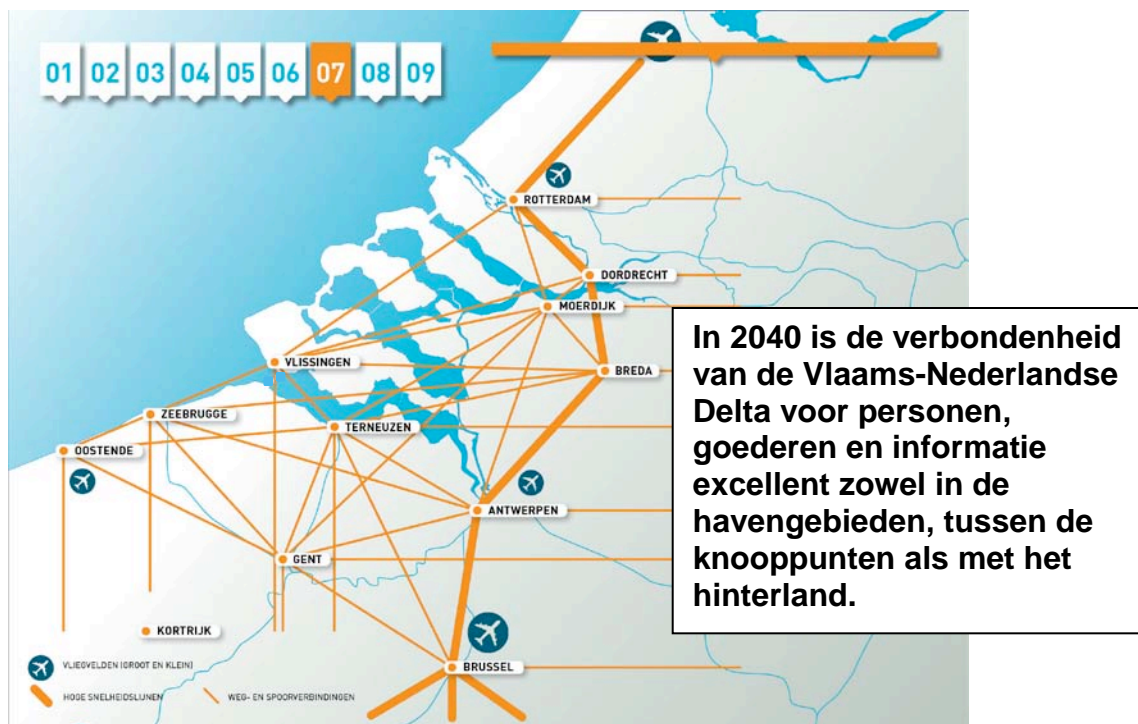 01 02 03 04 05 06 07 08 09
ROTTERDAM
DORDRECHT
MOERDIJK
VLISSINGEN
BREDA
ZEEBRUGGE
TERNEUZEN
OOSTENDE
ANTWERPEN
GENT
KORTRIJK
BRUSSEL
In 2040 is de verbondenheid
van de Vlaams-Nederlandse
Delta voor personen,
goederen en informatie
excellent zowel in de
havengebieden, tussen de
knooppunten als met het
hinterland.
VLIEGVELDEN (GROOT EN KLEIN)
HOGE SNELHEIDSLIJNEN
WEG- EN SPOORVERBINDINGEN